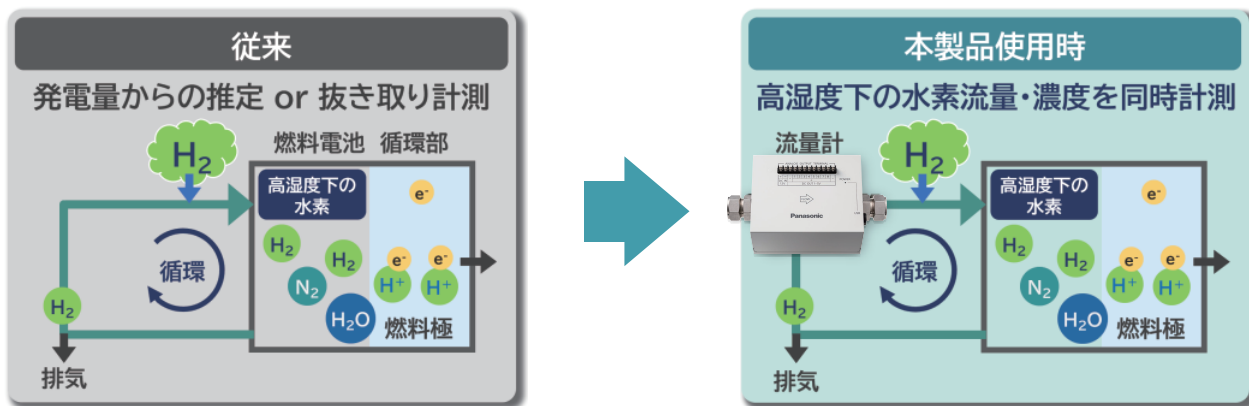 従来
発電量からの推定 or 抜き取り計測
H₂
燃料電池 循環部
高湿度下の
水素
e⁻
H₂
H₂
e⁻
e⁻
循環
N₂
H⁺
H⁺
H₂
H₂O
燃料極
排気
本製品使用時
高湿度下の水素流量・濃度を同時計測
流量計
H₂
Panasonic
高湿度下の
水素
e⁻
H₂
H₂
e⁻
e⁻
循環
N₂
H⁺
H⁺
H₂
H₂O
燃料極
排気